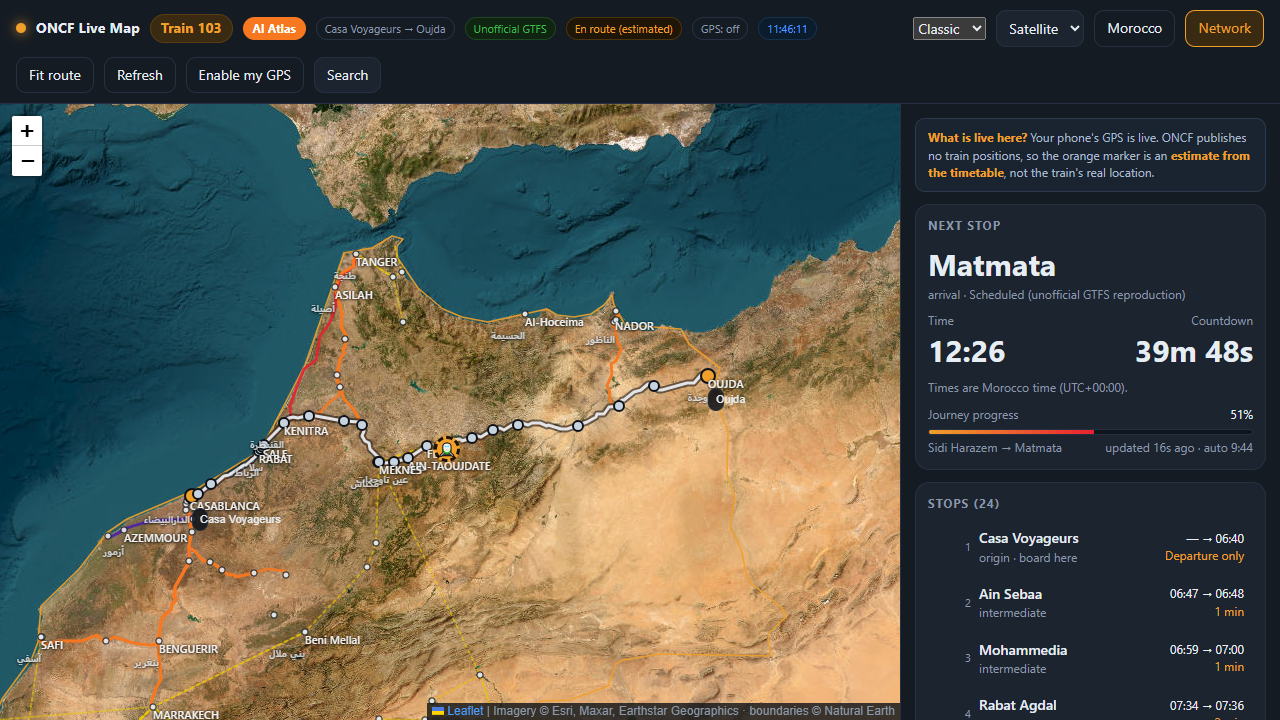 ONCF Live Map
Train 103
AI Atlas
Casa Voyageurs → Oujda
Unofficial GTFS
En route (estimated)
GPS: off
11:46:11
Classic
Satellite
Morocco
Network
Fit route
Refresh
Enable my GPS
Search
+
−
TANGER
طنجة
ASILAH
أصيلة
Al-Hoceima
الحسيمة
NADOR
الناظور
OUJDA
وجدة
Oujda
KENITRA
القنيطرة
SALE
سلا
RABAT
الرباط
MEKNES
مكناس
AIN-TAOUJDATE
عين تاوجدات
CASABLANCA
Casa Voyageurs
الدارالبيضاء
AZEMMOUR
أزمور
SAFI
آسفي
BENGUERIR
بنغرير
Beni Mellal
بني ملال
MARRAKECH
Leaflet | Imagery © Esri, Maxar, Earthstar Geographics · boundaries © Natural Earth
What is live here? Your phone's GPS is live. ONCF publishes
no train positions, so the orange marker is an estimate from
the timetable, not the train's real location.
NEXT STOP
Matmata
arrival · Scheduled (unofficial GTFS reproduction)
Time
Countdown
12:26
39m 48s
Times are Morocco time (UTC+00:00).
Journey progress
51%
Sidi Harazem → Matmata
updated 16s ago · auto 9:44
STOPS (24)
1
Casa Voyageurs
— → 06:40
origin · board here
Departure only
2
Ain Sebaa
06:47 → 06:48
intermediate
1 min
3
Mohammedia
06:59 → 07:00
intermediate
1 min
4
Rabat Agdal
07:34 → 07:36